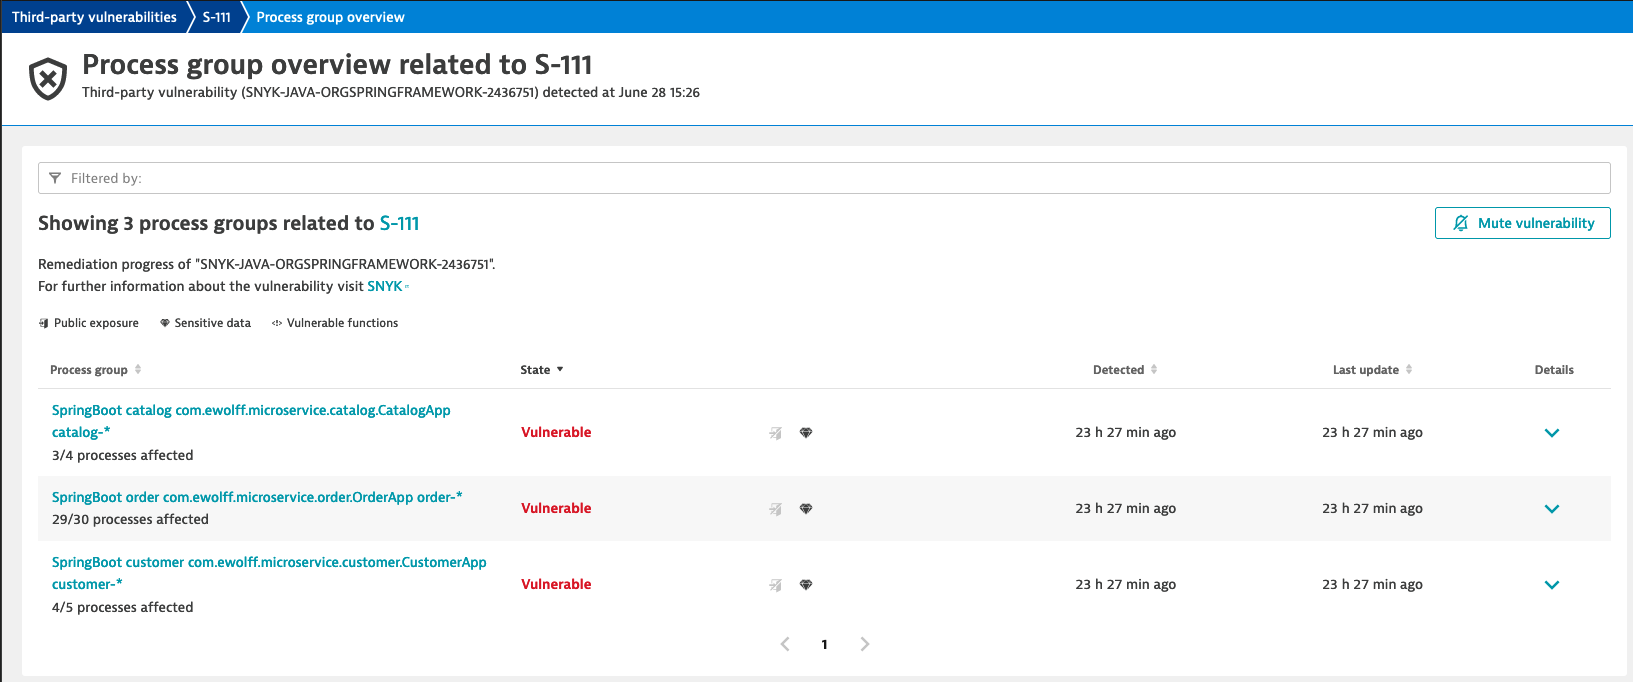 Third-party vulnerabilities S-111 Process group overview
Process group overview related to S-111
Third-party vulnerability (SNYK-JAVA-ORGSPRINGFRAMEWORK-2436751) detected at June 28 15:26
Filtered by:
Showing 3 process groups related to S-111
Mute vulnerability
Remediation progress of "SNYK-JAVA-ORGSPRINGFRAMEWORK-2436751".
For further information about the vulnerability visit SNYK
Public exposure Sensitive data Vulnerable functions
Process group State Detected Last update Details
SpringBoot catalog com.ewolff.microservice.catalog.CatalogApp
catalog-*
3/4 processes affected
Vulnerable 23 h 27 min ago 23 h 27 min ago
SpringBoot order com.ewolff.microservice.order.OrderApp order-*
29/30 processes affected
Vulnerable 23 h 27 min ago 23 h 27 min ago
SpringBoot customer com.ewolff.microservice.customer.CustomerApp
customer-*
4/5 processes affected
Vulnerable 23 h 27 min ago 23 h 27 min ago
1